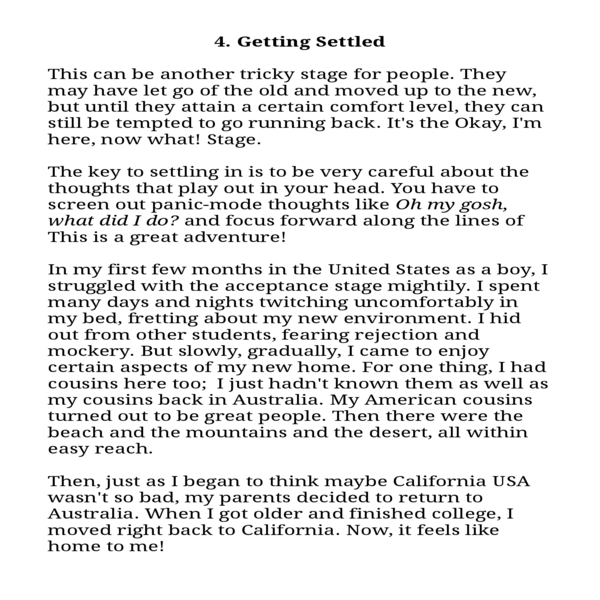 4. Getting Settled
This can be another tricky stage for people. They
may have let go of the old and moved up to the new,
but until they attain a certain comfort level, they can
still be tempted to go running back. It's the Okay, I'm
here, now what! Stage.
The key to settling in is to be very careful about the
thoughts that play out in your head. You have to
screen out panic-mode thoughts like Oh my gosh,
what did I do? and focus forward along the lines of
This is a great adventure!
In my first few months in the United States as a boy, I
struggled with the acceptance stage mightily. I spent
many days and nights twitching uncomfortably in
my bed, fretting about my new environment. I hid
out from other students, fearing rejection and
mockery. But slowly, gradually, I came to enjoy
certain aspects of my new home. For one thing, I had
cousins here too;  I just hadn't known them as well as
my cousins back in Australia. My American cousins
turned out to be great people. Then there were the
beach and the mountains and the desert, all within
easy reach.
Then, just as I began to think maybe California USA
wasn't so bad, my parents decided to return to
Australia. When I got older and finished college, I
moved right back to California. Now, it feels like
home to me!